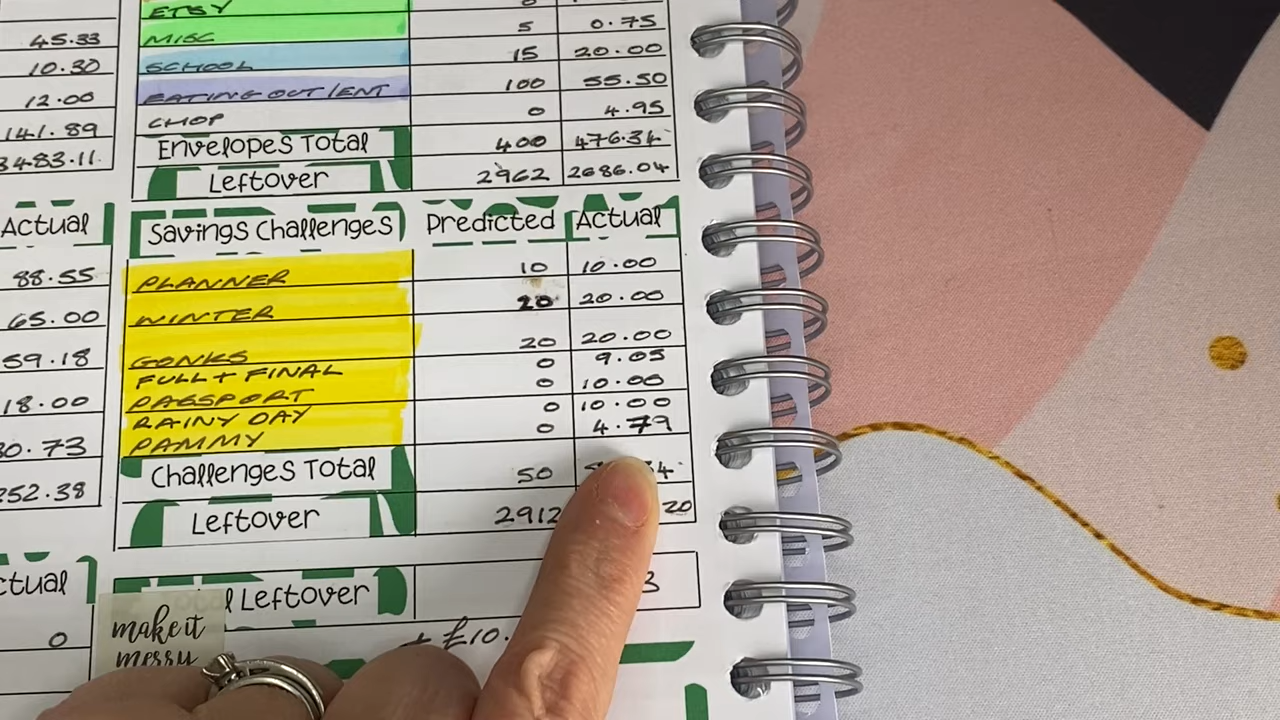 ETSY
45.33 MISC 5 0.75
10.30 SCHOOL 15 20.00
12.00 EATING OUT/ENT 100 55.50
141.89 CHOP 0 4.95
3483.11 Envelopes Total 400 476.34
Leftover 2962 2686.04
Actual Savings Challenges Predicted Actual
88.55 PLANNER 10 10.00
65.00 WINTER 20 20.00
GONKS 20 20.00
59.18 FULL + FINAL 0 9.05
18.00 PASSPORT 0 10.00
RAINY DAY 0 10.00
30.73 PAMMY 0 4.79
252.38 Challenges Total 50
Leftover 2912 20
Leftover 3
0 make it + £10.
messy